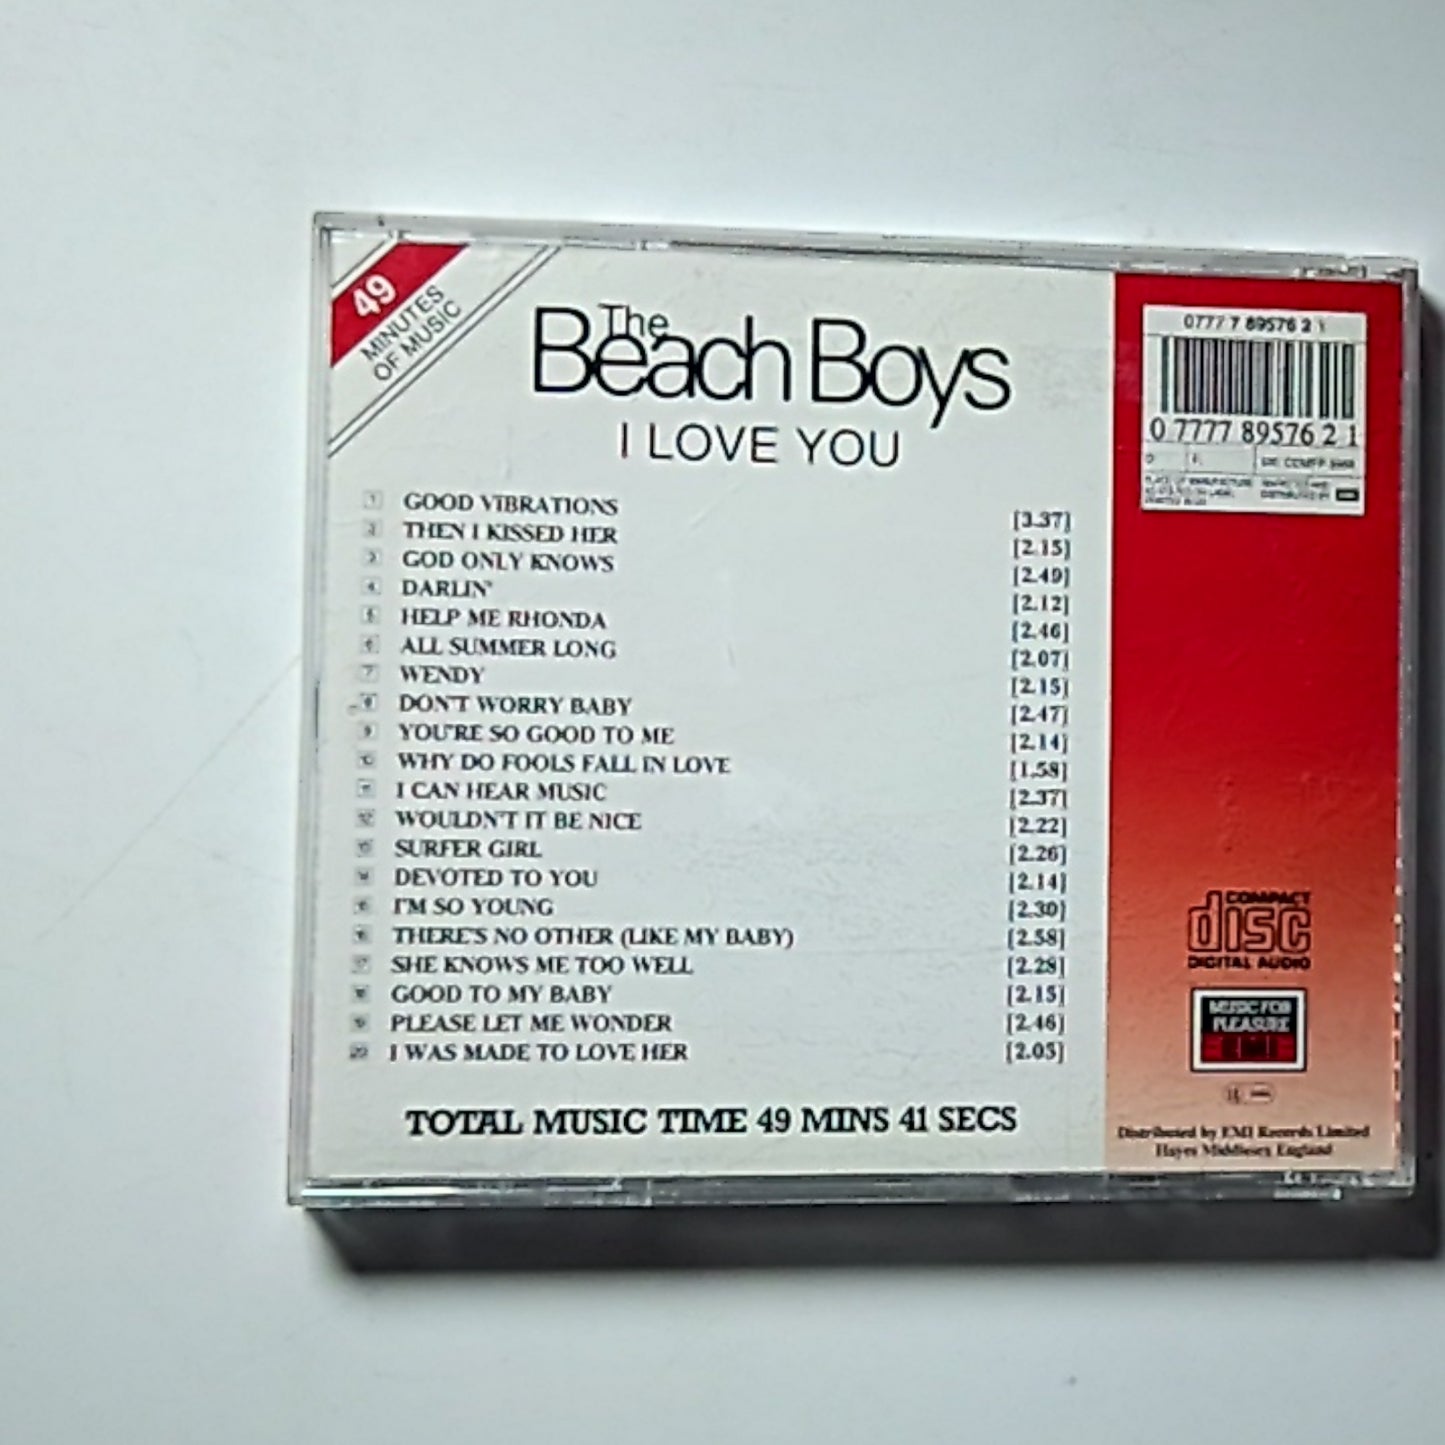 49
MINUTES
OF MUSIC
The
Beach Boys
I LOVE YOU
1 GOOD VIBRATIONS [3.37]
2 THEN I KISSED HER [2.15]
3 GOD ONLY KNOWS [2.49]
4 DARLIN' [2.12]
5 HELP ME RHONDA [2.46]
6 ALL SUMMER LONG [2.07]
7 WENDY [2.15]
8 DON'T WORRY BABY [2.47]
9 YOU'RE SO GOOD TO ME [2.14]
10 WHY DO FOOLS FALL IN LOVE [1.58]
11 I CAN HEAR MUSIC [2.37]
12 WOULDN'T IT BE NICE [2.22]
13 SURFER GIRL [2.26]
14 DEVOTED TO YOU [2.14]
15 I'M SO YOUNG [2.30]
16 THERE'S NO OTHER (LIKE MY BABY) [2.58]
17 SHE KNOWS ME TOO WELL [2.28]
18 GOOD TO MY BABY [2.15]
19 PLEASE LET ME WONDER [2.46]
20 I WAS MADE TO LOVE HER [2.05]
TOTAL MUSIC TIME 49 MINS 41 SECS
0777 7 89576 2 1
0 7777 89576 2 1
COMPACT
disc
DIGITAL AUDIO
MUSIC FOR
PLEASURE
EMI
Distributed by EMI Records Limited
Hayes Middlesex England